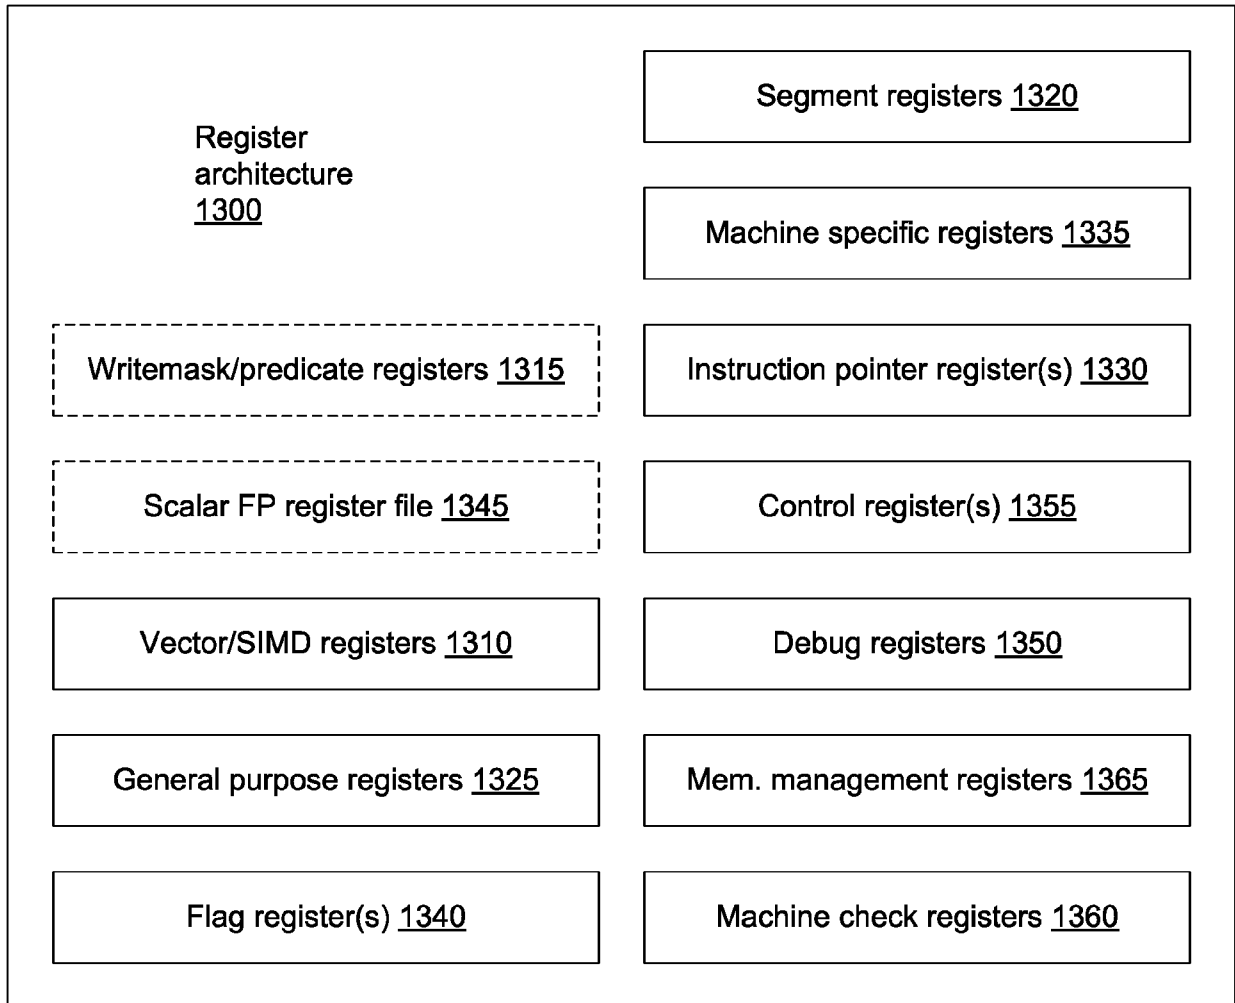 Register
architecture
1300
Segment registers 1320
Machine specific registers 1335
Writemask/predicate registers 1315
Instruction pointer register(s) 1330
Scalar FP register file 1345
Control register(s) 1355
Vector/SIMD registers 1310
Debug registers 1350
General purpose registers 1325
Mem. management registers 1365
Flag register(s) 1340
Machine check registers 1360